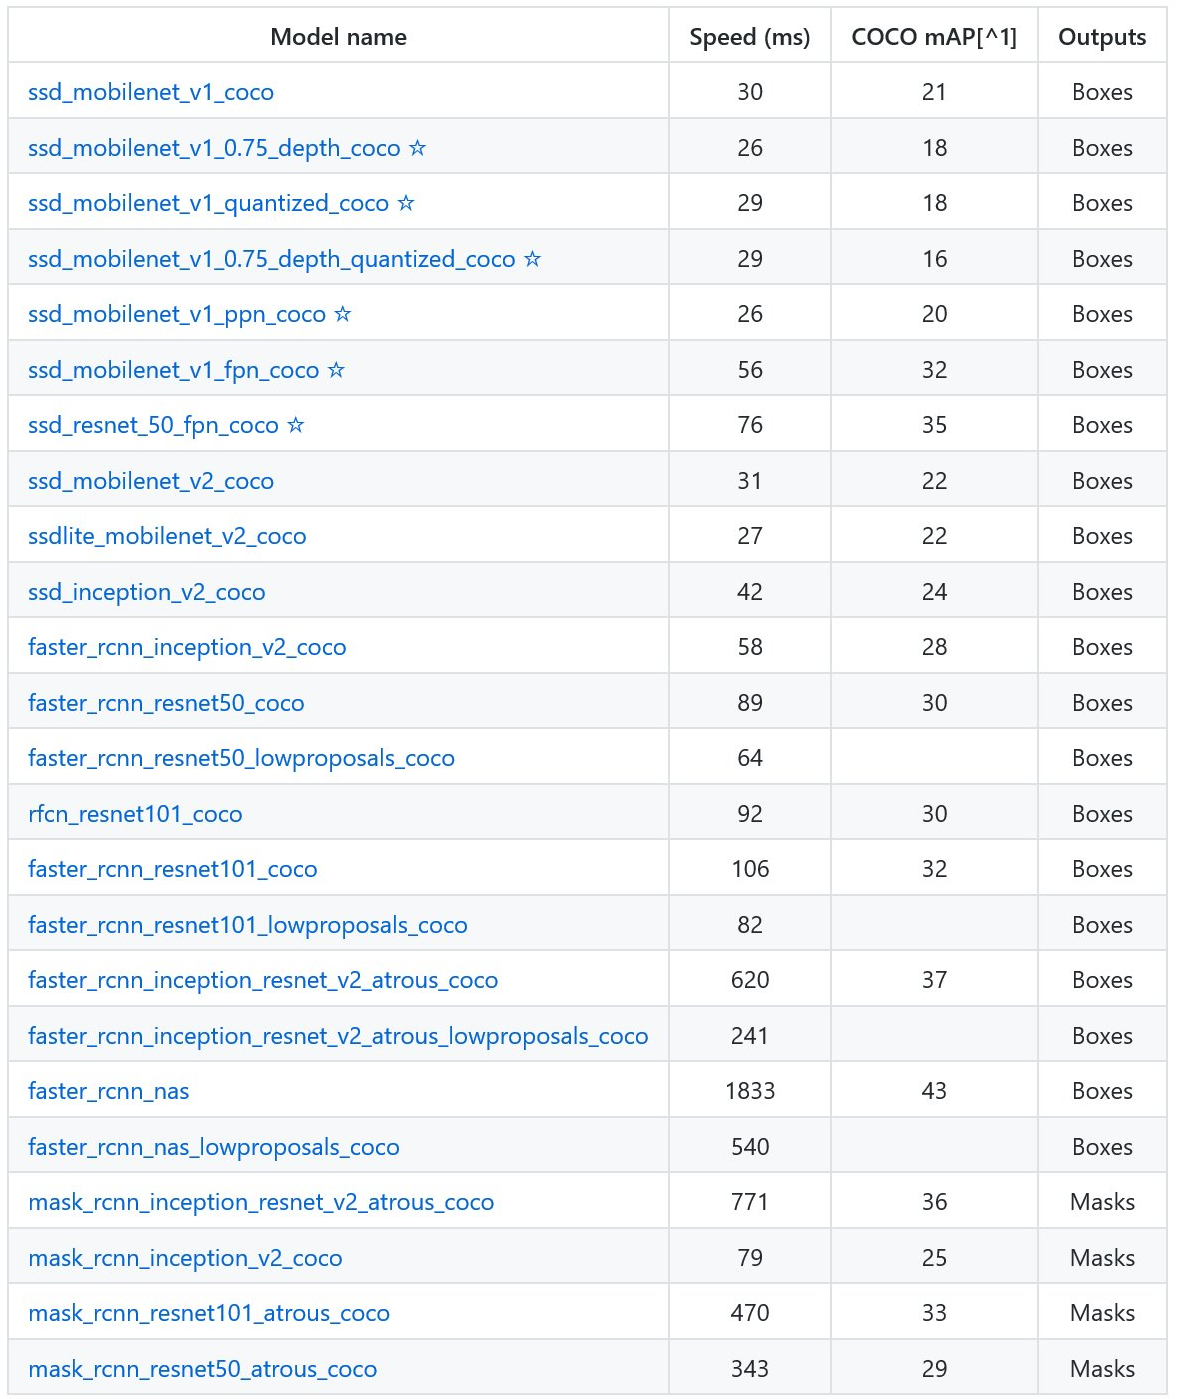 Model name Speed (ms) COCO mAP[^1] Outputs
ssd_mobilenet_v1_coco 30 21 Boxes
ssd_mobilenet_v1_0.75_depth_coco ☆ 26 18 Boxes
ssd_mobilenet_v1_quantized_coco ☆ 29 18 Boxes
ssd_mobilenet_v1_0.75_depth_quantized_coco ☆ 29 16 Boxes
ssd_mobilenet_v1_ppn_coco ☆ 26 20 Boxes
ssd_mobilenet_v1_fpn_coco ☆ 56 32 Boxes
ssd_resnet_50_fpn_coco ☆ 76 35 Boxes
ssd_mobilenet_v2_coco 31 22 Boxes
ssdlite_mobilenet_v2_coco 27 22 Boxes
ssd_inception_v2_coco 42 24 Boxes
faster_rcnn_inception_v2_coco 58 28 Boxes
faster_rcnn_resnet50_coco 89 30 Boxes
faster_rcnn_resnet50_lowproposals_coco 64 Boxes
rfcn_resnet101_coco 92 30 Boxes
faster_rcnn_resnet101_coco 106 32 Boxes
faster_rcnn_resnet101_lowproposals_coco 82 Boxes
faster_rcnn_inception_resnet_v2_atrous_coco 620 37 Boxes
faster_rcnn_inception_resnet_v2_atrous_lowproposals_coco 241 Boxes
faster_rcnn_nas 1833 43 Boxes
faster_rcnn_nas_lowproposals_coco 540 Boxes
mask_rcnn_inception_resnet_v2_atrous_coco 771 36 Masks
mask_rcnn_inception_v2_coco 79 25 Masks
mask_rcnn_resnet101_atrous_coco 470 33 Masks
mask_rcnn_resnet50_atrous_coco 343 29 Masks